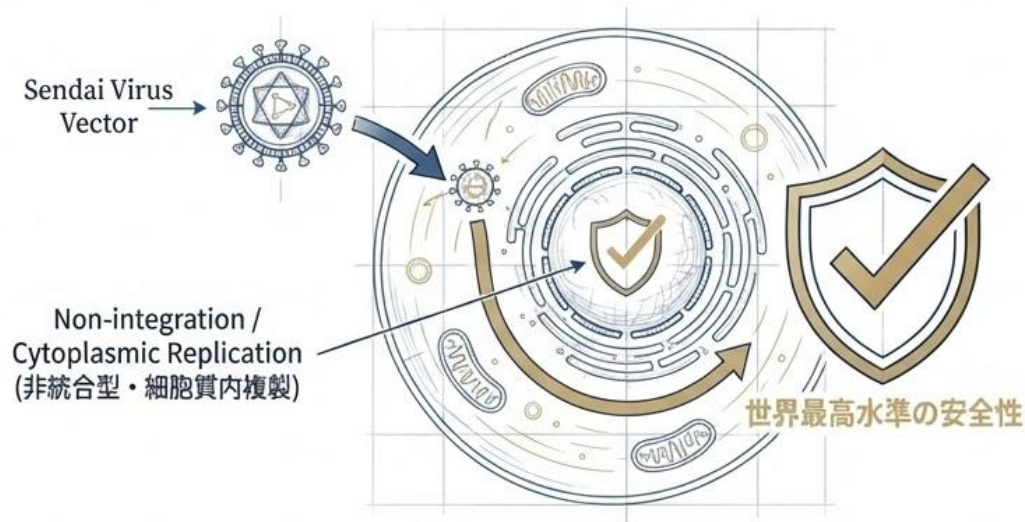 Sendai Virus
Vector
Non-integration /
Cytoplasmic Replication
(非統合型・細胞質内複製)
世界最高水準の安全性